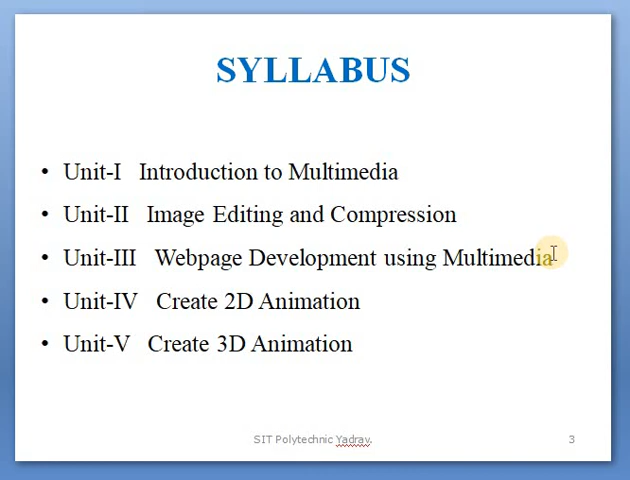 SYLLABUS
• Unit-I Introduction to Multimedia
• Unit-II Image Editing and Compression
• Unit-III Webpage Development using Multimedia
• Unit-IV Create 2D Animation
• Unit-V Create 3D Animation
SIT Polytechnic Yadrav. 3